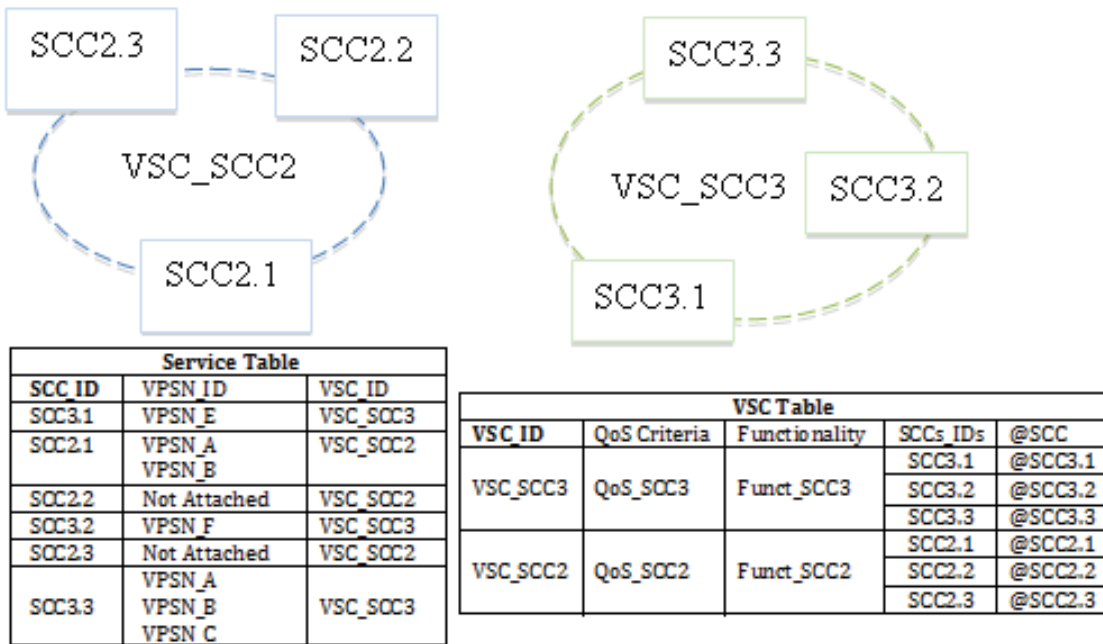 SCC2.3
SCC2.2
VSC_SCC2
SCC2.1
SCC3.3
VSC_SCC3
SCC3.2
SCC3.1
Service Table
SCC_ID VPSN_ID VSC_ID
SCC3.1 VPSN_E VSC_SCC3
SCC2.1 VPSN_A VSC_SCC2
VPSN_B
SCC2.2 Not Attached VSC_SCC2
SCC3.2 VPSN_F VSC_SCC3
SCC2.3 Not Attached VSC_SCC2
VPSN_A
SCC3.3 VPSN_B VSC_SCC3
VPSN_C
VSC Table
VSC_ID QoS Criteria Functionality SCCs_IDs @SCC
VSC_SCC3 QoS_SCC3 Funct_SCC3 SCC3.1 @SCC3.1
SCC3.2 @SCC3.2
SCC3.3 @SCC3.3
VSC_SCC2 QoS_SCC2 Funct_SCC2 SCC2.1 @SCC2.1
SCC2.2 @SCC2.2
SCC2.3 @SCC2.3